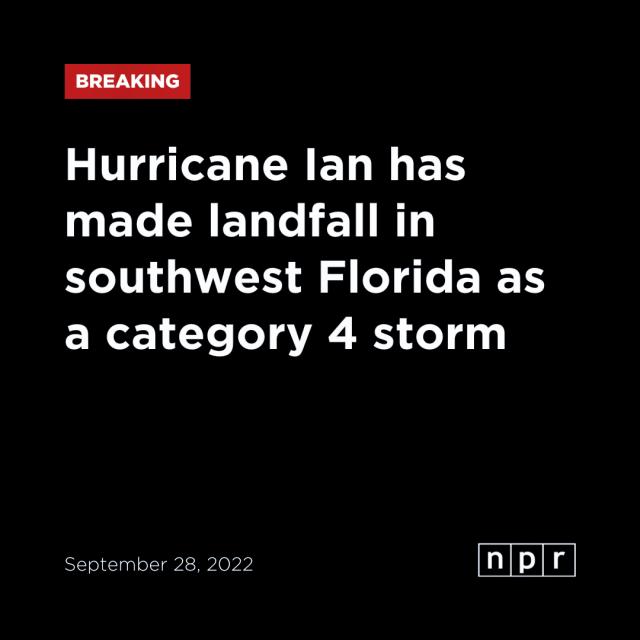 BREAKING
Hurricane Ian has
made landfall in
southwest Florida as
a category 4 storm
September 28, 2022
npr